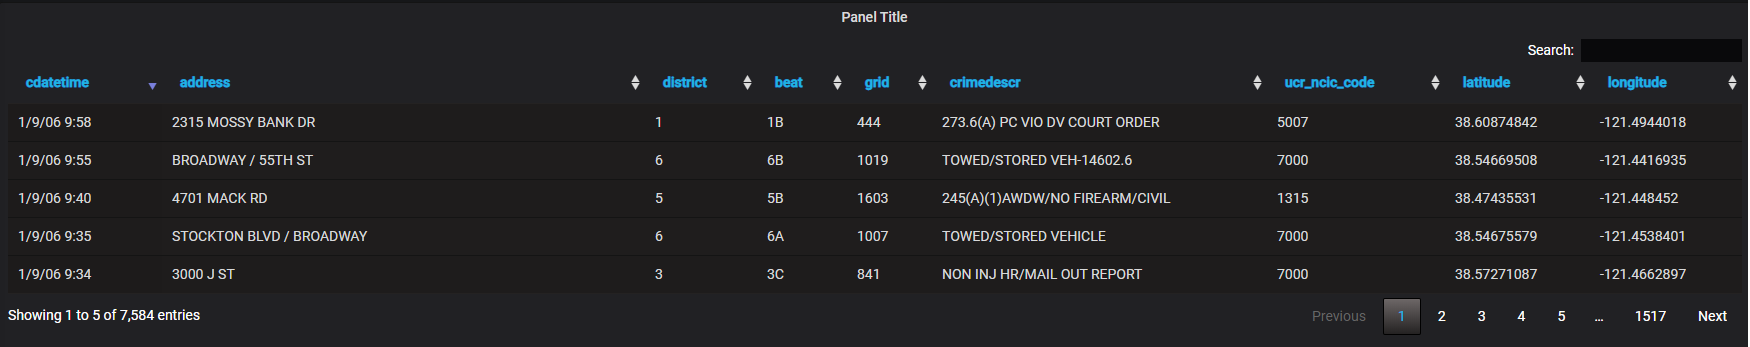 Panel Title
Search:
cdatetime address district beat grid crimedescr ucr_ncic_code latitude longitude
1/9/06 9:58 2315 MOSSY BANK DR 1 1B 444 273.6(A) PC VIO DV COURT ORDER 5007 38.60874842 -121.4944018
1/9/06 9:55 BROADWAY / 55TH ST 6 6B 1019 TOWED/STORED VEH-14602.6 7000 38.54669508 -121.4416935
1/9/06 9:40 4701 MACK RD 5 5B 1603 245(A)(1)AWDW/NO FIREARM/CIVIL 1315 38.47435531 -121.448452
1/9/06 9:35 STOCKTON BLVD / BROADWAY 6 6A 1007 TOWED/STORED VEHICLE 7000 38.54675579 -121.4538401
1/9/06 9:34 3000 J ST 3 3C 841 NON INJ HR/MAIL OUT REPORT 7000 38.57271087 -121.4662897
Showing 1 to 5 of 7,584 entries Previous 1 2 3 4 5 … 1517 Next